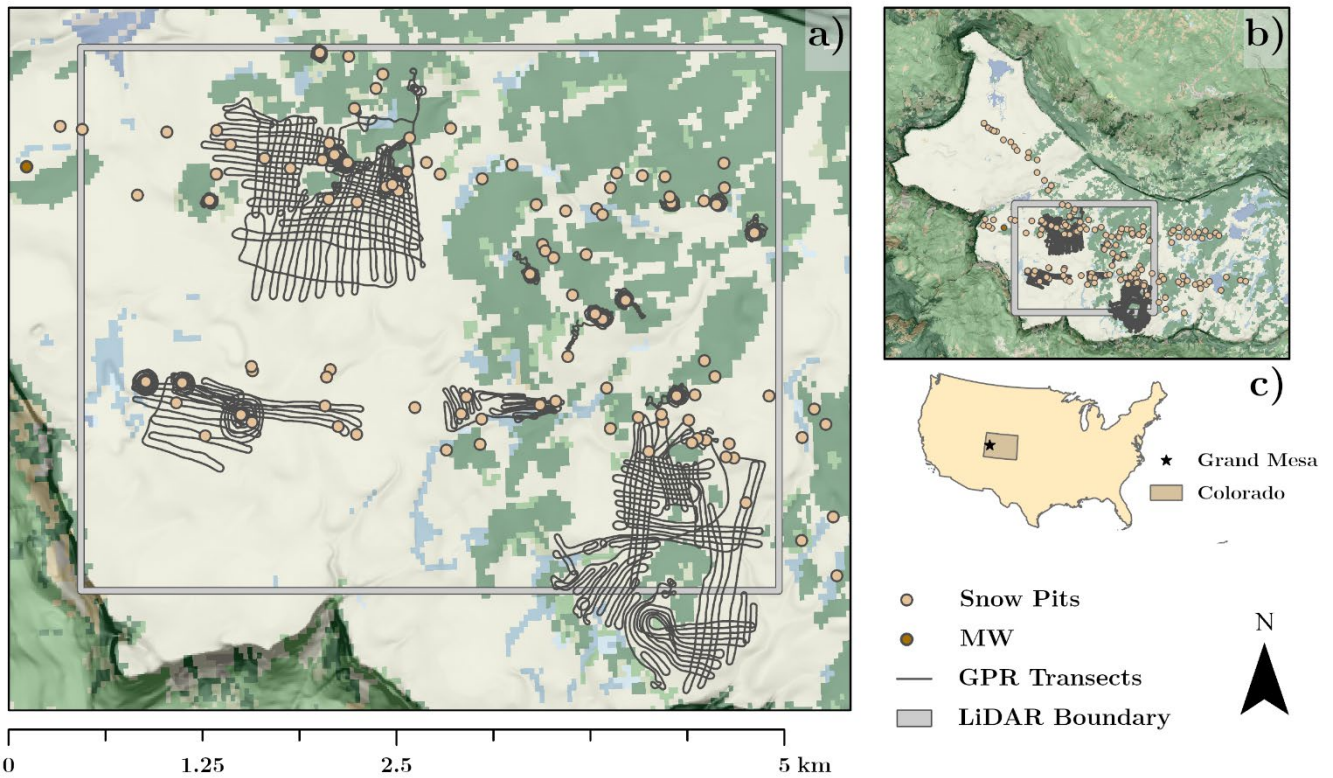 a)
b)
c)
Grand Mesa
Colorado
Snow Pits
MW
GPR Transects
LiDAR Boundary
N
0 1.25 2.5 5 km